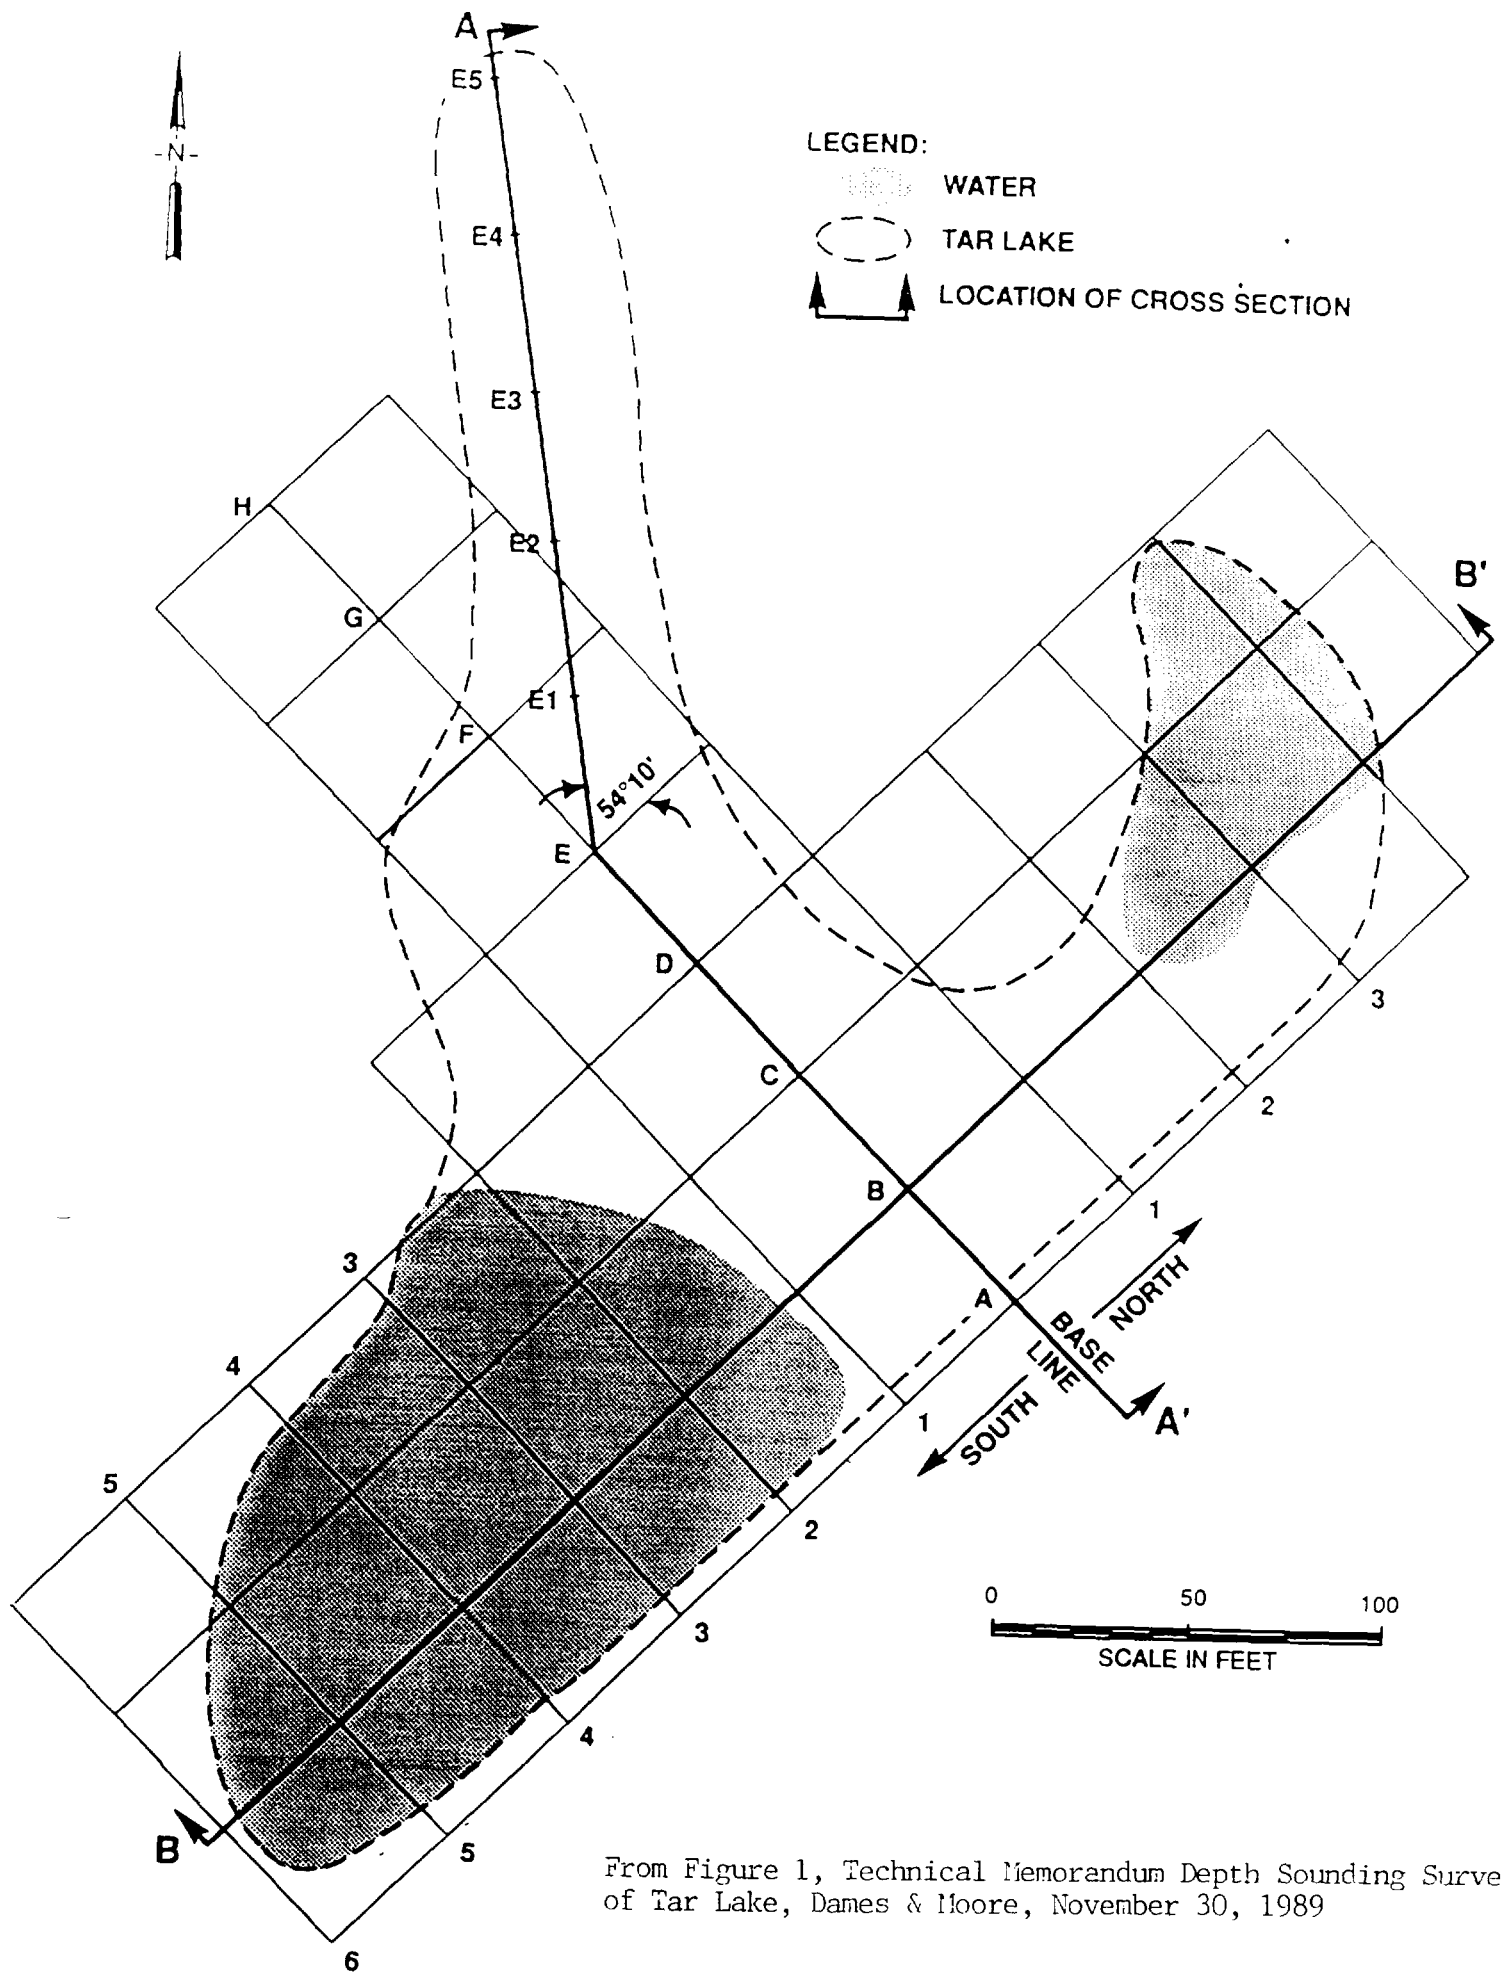 A
E5
-N-
LEGEND:
WATER
TAR LAKE
LOCATION OF CROSS SECTION
E4
E3
H
E2
B'
G
E1
F
54°10'
E
D
3
C
2
B
1
3
A
BASE
LINE
NORTH
SOUTH
4
1
A'
5
2
0 50 100
SCALE IN FEET
3
4
B
5
From Figure 1, Technical Memorandum Depth Sounding Surve
of Tar Lake, Dames & Moore, November 30, 1989
6